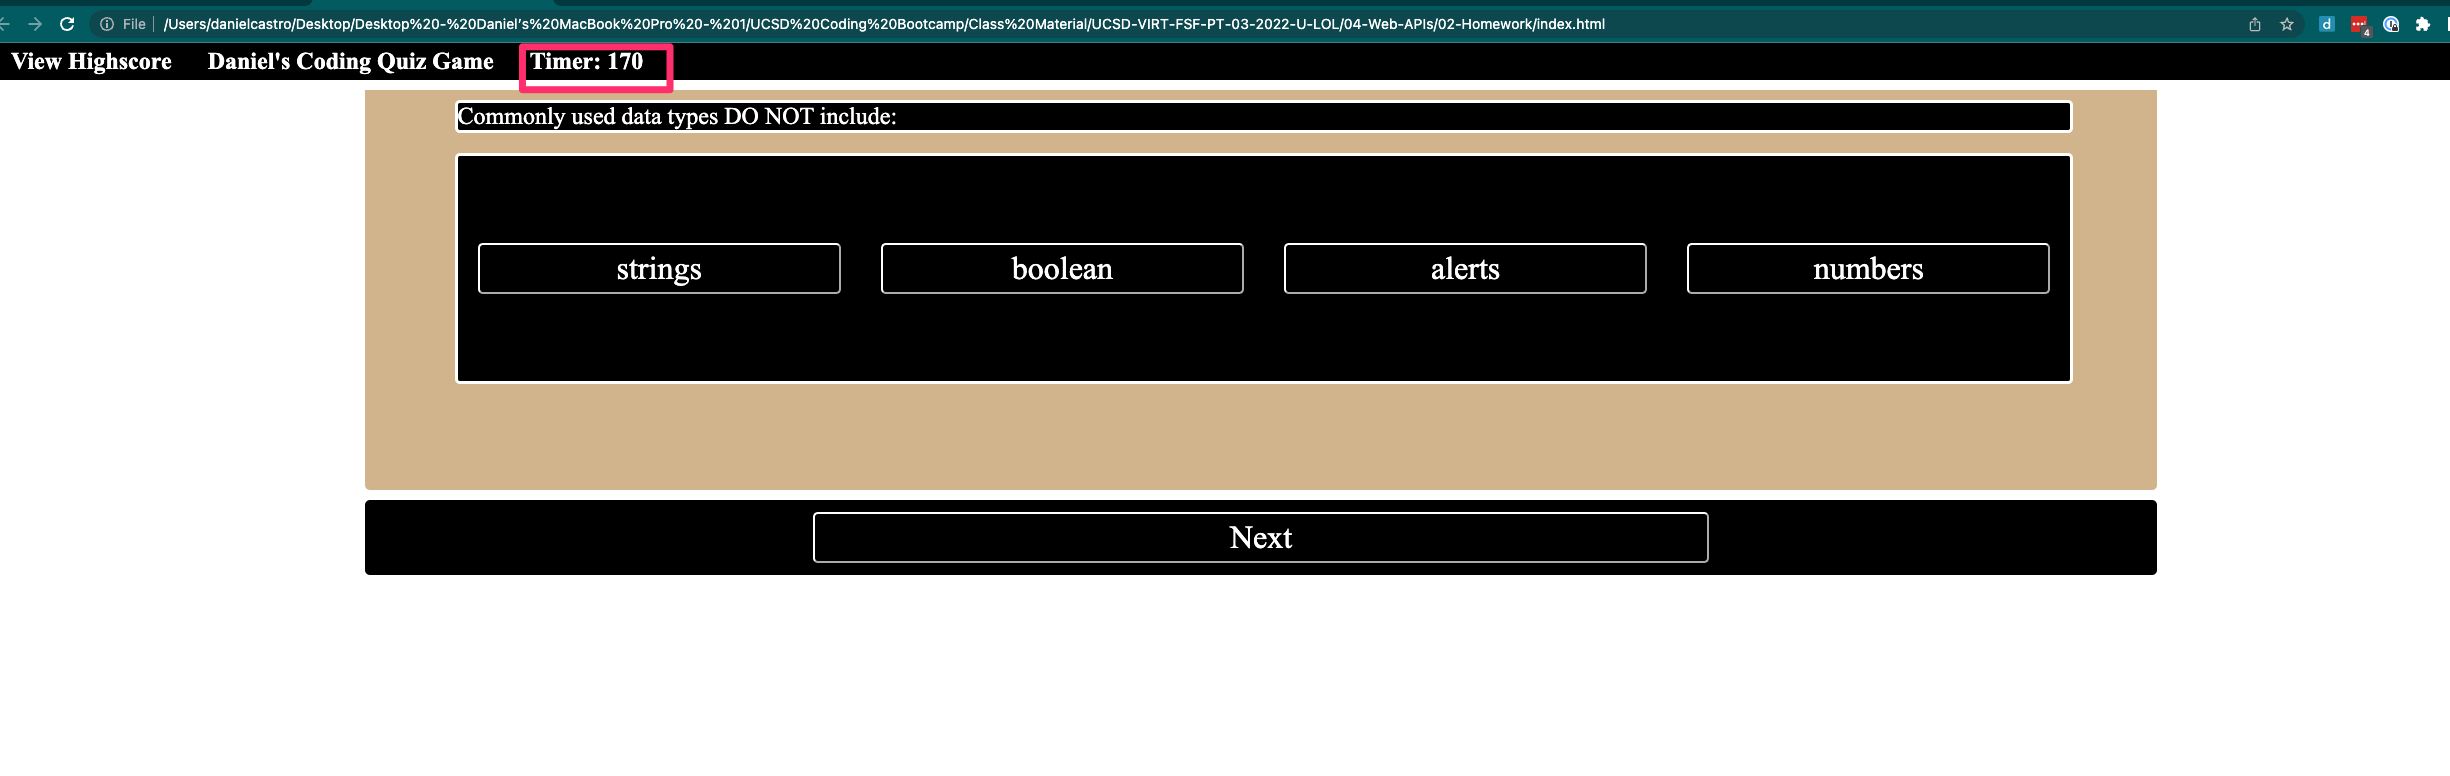 File /Users/danielcastro/Desktop/Desktop%20-%20Daniel's%20MacBook%20Pro%20-%201/UCSD%20Coding%20Bootcamp/Class%20Material/UCSD-VIRT-FSF-PT-03-2022-U-LOL/04-Web-APIs/02-Homework/index.html d 4
View Highscore Daniel's Coding Quiz Game Timer: 170
Commonly used data types DO NOT include:
strings boolean alerts numbers
Next